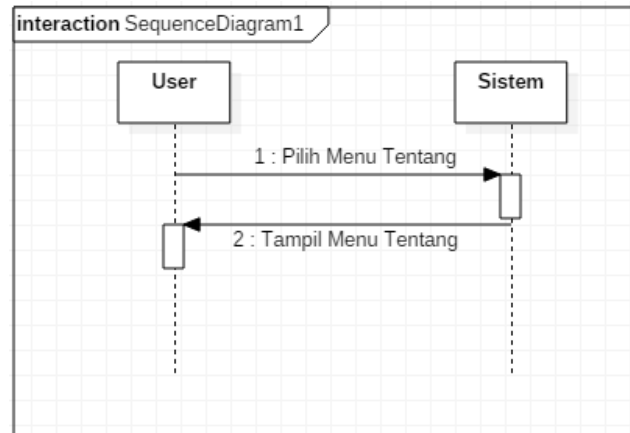 interaction SequenceDiagram1
User
Sistem
1 : Pilih Menu Tentang
2 : Tampil Menu Tentang